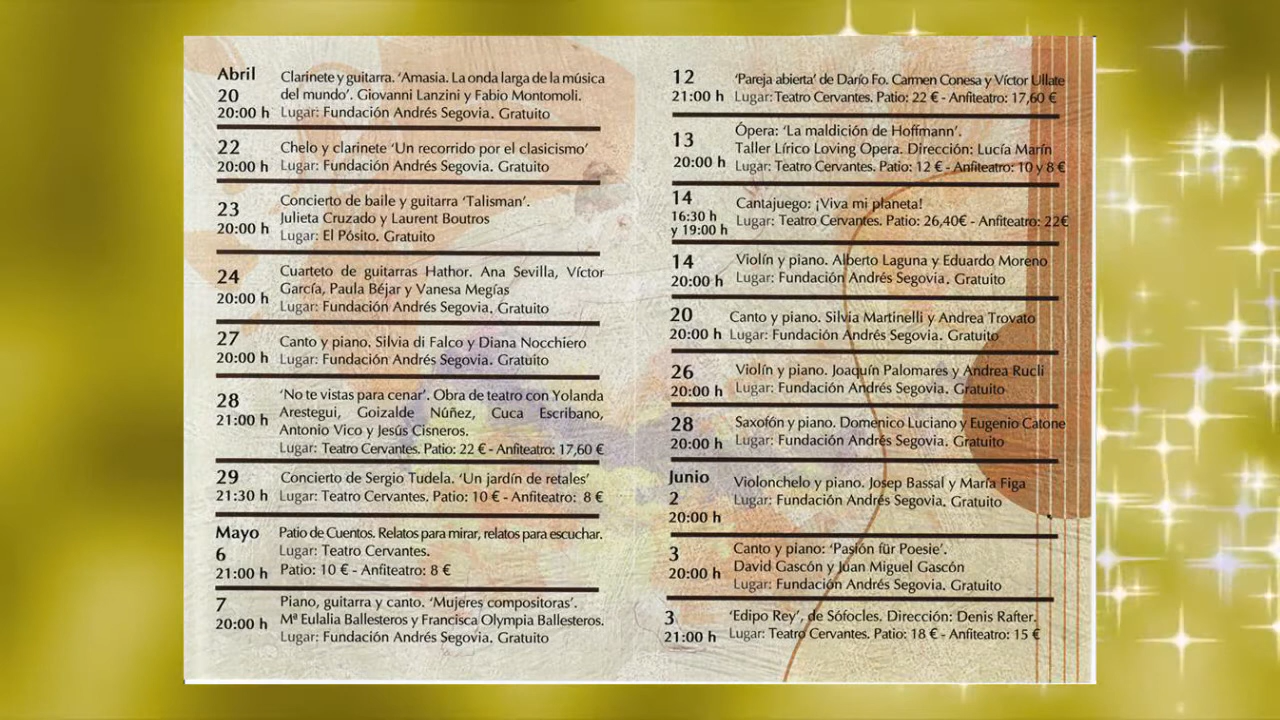 Abril
20
20:00 h
Clarinete y guitarra. 'Amasia. La onda larga de la música
del mundo'. Giovanni Lanzini y Fabio Montomoli.
Lugar: Fundación Andrés Segovia. Gratuito
22
20:00 h
Chelo y clarinete 'Un recorrido por el clasicismo'
Lugar: Fundación Andrés Segovia. Gratuito
23
20:00 h
Concierto de baile y guitarra 'Talisman'.
Julieta Cruzado y Laurent Boutros
Lugar: El Pósito. Gratuito
24
20:00 h
Cuarteto de guitarras Hathor. Ana Sevilla, Víctor
García, Paula Béjar y Vanesa Megías
Lugar: Fundación Andrés Segovia. Gratuito
27
20:00 h
Canto y piano. Silvia di Falco y Diana Nocchiero
Lugar: Fundación Andrés Segovia. Gratuito
28
21:00 h
'No te vistas para cenar'. Obra de teatro con Yolanda
Arestegui, Goizalde Núñez, Cuca Escribano,
Antonio Vico y Jesús Cisneros.
Lugar: Teatro Cervantes. Patio: 22 € - Anfiteatro: 17,60 €
29
21:30 h
Concierto de Sergio Tudela. 'Un jardín de retales'
Lugar: Teatro Cervantes. Patio: 10 € - Anfiteatro: 8 €
Mayo
6
21:00 h
Patio de Cuentos. Relatos para mirar, relatos para escuchar.
Lugar: Teatro Cervantes.
Patio: 10 € - Anfiteatro: 8 €
7
20:00 h
Piano, guitarra y canto. 'Mujeres compositoras'.
Mª Eulalia Ballesteros y Francisca Olympia Ballesteros.
Lugar: Fundación Andrés Segovia. Gratuito
12
21:00 h
'Pareja abierta' de Darío Fo. Carmen Conesa y Víctor Ullate
Lugar: Teatro Cervantes. Patio: 22 € - Anfiteatro: 17,60 €
13
20:00 h
Ópera: 'La maldición de Hoffmann'.
Taller Lírico Loving Opera. Dirección: Lucía Marín
Lugar: Teatro Cervantes. Patio: 12 € - Anfiteatro: 10 y 8 €
14
16:30 h
y 19:00 h
Cantajuego: ¡Viva mi planeta!
Lugar: Teatro Cervantes. Patio: 26,40€ - Anfiteatro: 22€
14
20:00 h
Violín y piano. Alberto Laguna y Eduardo Moreno
Lugar: Fundación Andrés Segovia. Gratuito
20
20:00 h
Canto y piano. Silvia Martinelli y Andrea Trovato
Lugar: Fundación Andrés Segovia. Gratuito
26
20:00 h
Violín y piano. Joaquín Palomares y Andrea Rucli
Lugar: Fundación Andrés Segovia. Gratuito
28
20:00 h
Saxofón y piano. Domenico Luciano y Eugenio Catone
Lugar: Fundación Andrés Segovia. Gratuito
Junio
2
20:00 h
Violonchelo y piano. Josep Bassal y María Figa
Lugar: Fundación Andrés Segovia. Gratuito
3
20:00 h
Canto y piano: 'Pasión für Poesie'.
David Gascón y Juan Miguel Gascón
Lugar: Fundación Andrés Segovia. Gratuito
3
21:00 h
'Edipo Rey', de Sófocles. Dirección: Denis Rafter.
Lugar: Teatro Cervantes. Patio: 18 € - Anfiteatro: 15 €